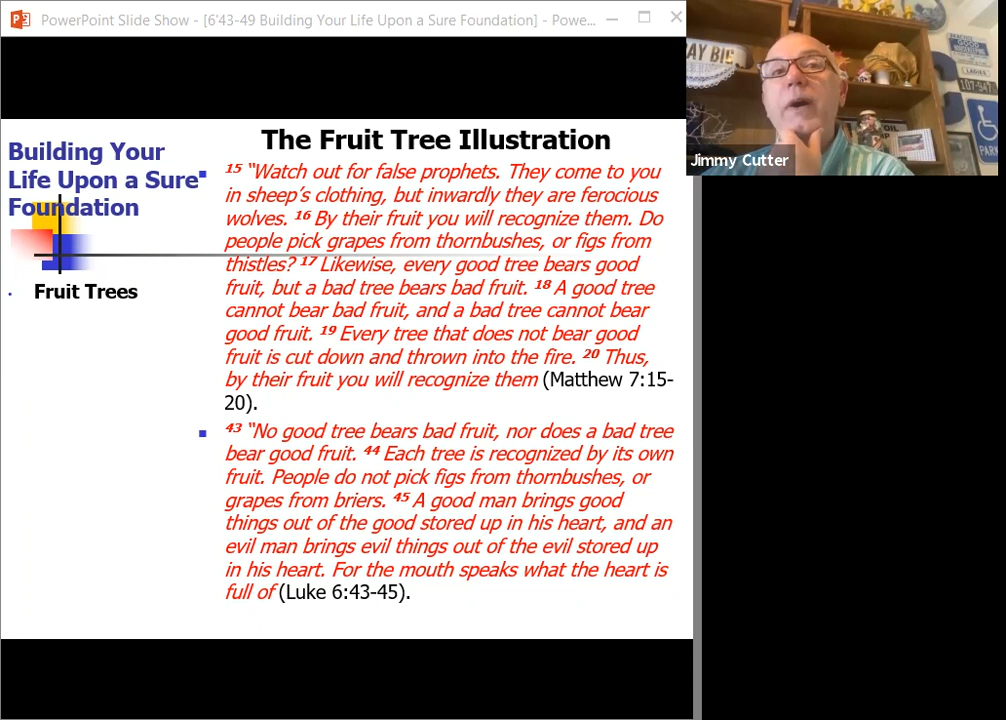 PowerPoint Slide Show - [6'43-49 Building Your Life Upon a Sure Foundation] - Powe...
Jimmy Cutter
Building Your
Life Upon a Sure
Foundation
Fruit Trees
The Fruit Tree Illustration
15 “Watch out for false prophets. They come to you
in sheep’s clothing, but inwardly they are ferocious
wolves. 16 By their fruit you will recognize them. Do
people pick grapes from thornbushes, or figs from
thistles? 17 Likewise, every good tree bears good
fruit, but a bad tree bears bad fruit. 18 A good tree
cannot bear bad fruit, and a bad tree cannot bear
good fruit. 19 Every tree that does not bear good
fruit is cut down and thrown into the fire. 20 Thus,
by their fruit you will recognize them (Matthew 7:15-
20).
43 “No good tree bears bad fruit, nor does a bad tree
bear good fruit. 44 Each tree is recognized by its own
fruit. People do not pick figs from thornbushes, or
grapes from briers. 45 A good man brings good
things out of the good stored up in his heart, and an
evil man brings evil things out of the evil stored up
in his heart. For the mouth speaks what the heart is
full of (Luke 6:43-45).
LADIES
PARK